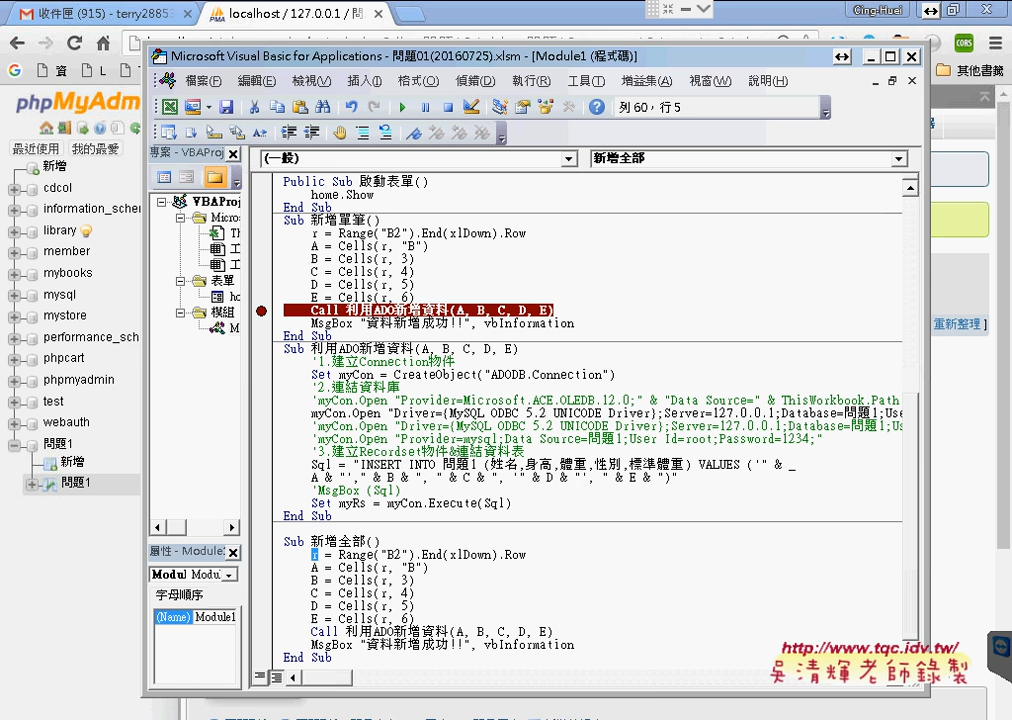 收件匣 (915) - terry28853
localhost / 127.0.0.1 / 問
Cing-Huei
Microsoft Visual Basic for Applications - 問題01(20160725).xlsm - [Module1 (程式碼)]
檔案(F) 編輯(E) 檢視(V) 插入(I) 格式(O) 偵錯(D) 執行(R) 工具(T) 增益集(A) 視窗(W) 說明(H)
列 60，行 5
資
L
其他書籤
phpMyAdm
最近使用 我的最愛
新增
cdcol
information_schem
library
member
mybooks
mysql
mystore
performance_sch
phpcart
phpmyadmin
test
webauth
問題1
新增
問題1
專案 - VBAProj
VBAProj
Micros
Th
工
工
表單
ho
模組
M
屬性 - Module
Modul Modu
字母順序
(Name) Module1
(一般)
新增全部
Public Sub 啟動表單()
home.Show
End Sub
Sub 新增單筆()
r = Range("B2").End(xlDown).Row
A = Cells(r, "B")
B = Cells(r, 3)
C = Cells(r, 4)
D = Cells(r, 5)
E = Cells(r, 6)
Call 利用ADO新增資料(A, B, C, D, E)
MsgBox "資料新增成功!!", vbInformation
End Sub
Sub 利用ADO新增資料(A, B, C, D, E)
'1.建立Connection物件
Set myCon = CreateObject("ADODB.Connection")
'2.連結資料庫
'myCon.Open "Provider=Microsoft.ACE.OLEDB.12.0;" & "Data Source=" & ThisWorkbook.Path
myCon.Open "Driver={MySQL ODBC 5.2 UNICODE Driver};Server=127.0.0.1;Database=問題1;Use
'myCon.Open "Driver={MySQL ODBC 5.2 UNICODE Driver};Server=127.0.0.1;Database=問題1;Us
'myCon.Open "Provider=mysql;Data Source=問題1;User Id=root;Password=1234;"
'3.建立Recordset物件&連結資料表
Sql = "INSERT INTO 問題1 (姓名,身高,體重,性別,標準體重) VALUES ('" & _
A & "'," & B & ", " & C & ", '" & D & "', " & E & ")"
'MsgBox (Sql)
Set myRs = myCon.Execute(Sql)
End Sub
Sub 新增全部()
r = Range("B2").End(xlDown).Row
A = Cells(r, "B")
B = Cells(r, 3)
C = Cells(r, 4)
D = Cells(r, 5)
E = Cells(r, 6)
Call 利用ADO新增資料(A, B, C, D, E)
MsgBox "資料新增成功!!", vbInformation
End Sub
重新整理 ]
http://www.tqc.idv.tw/
吳清輝老師錄製